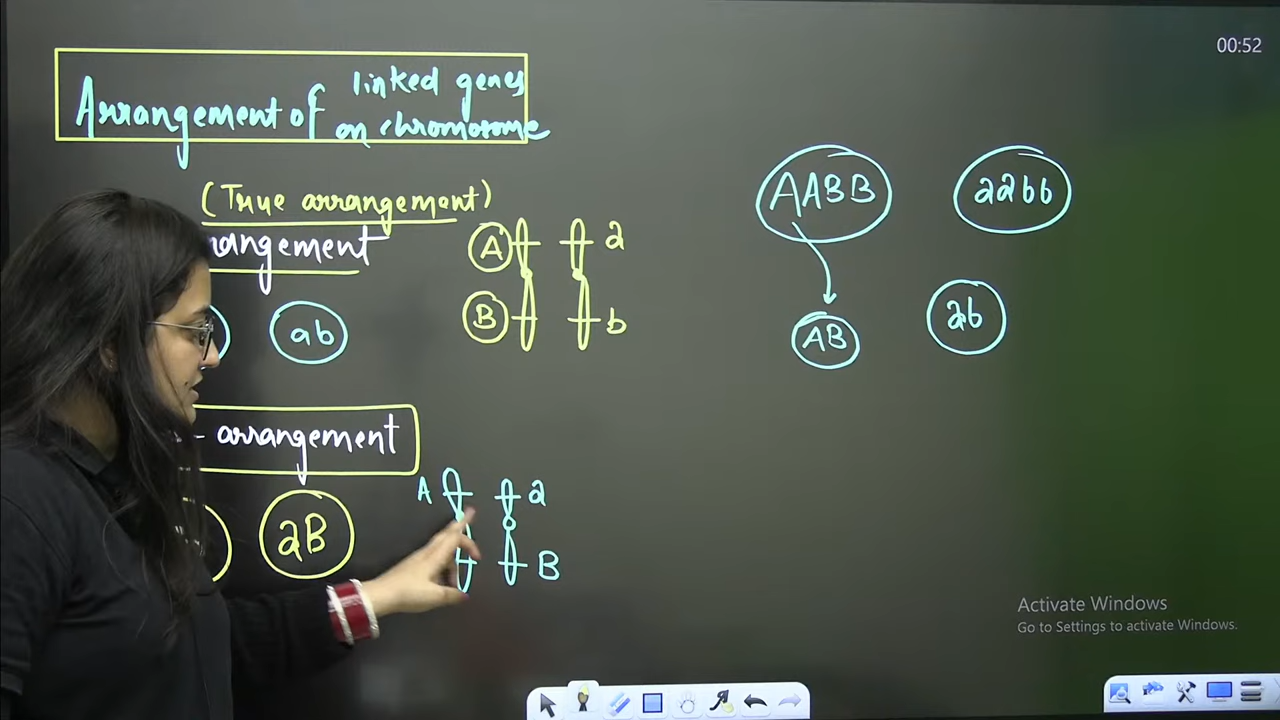 00:52
Arrangement of linked genes
on chromosome
(True arrangement)
arrangement
ab
A a
B b
AABB aabb
AB ab
- arrangement
aB
A a
B
Activate Windows
Go to Settings to activate Windows.